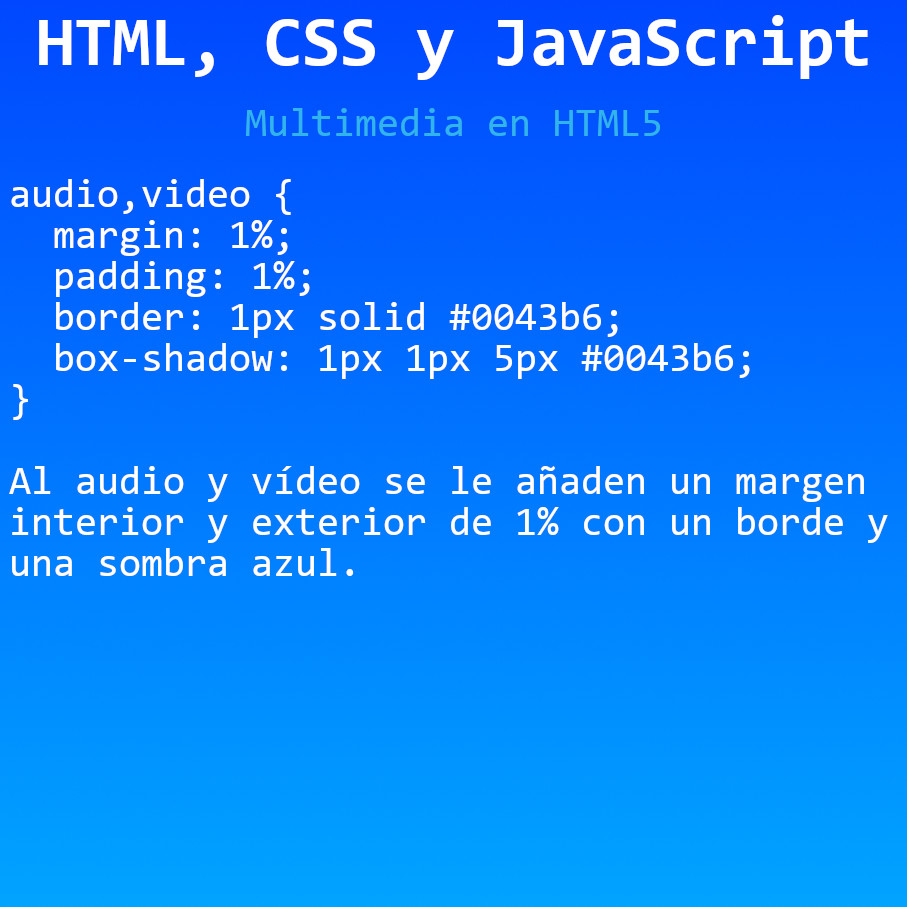 HTML, CSS y JavaScript
Multimedia en HTML5
audio,video {
  margin: 1%;
  padding: 1%;
  border: 1px solid #0043b6;
  box-shadow: 1px 1px 5px #0043b6;
}
Al audio y vídeo se le añaden un margen
interior y exterior de 1% con un borde y
una sombra azul.